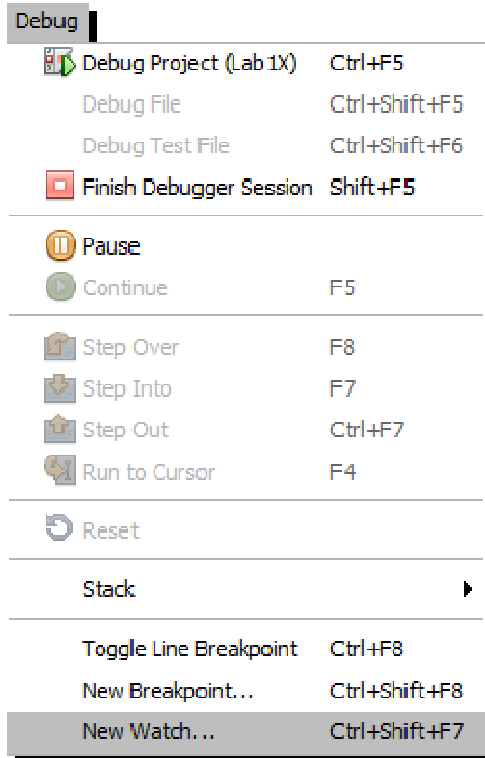 Debug
Debug Project (Lab 1X) Ctrl+F5
Debug File Ctrl+Shift+F5
Debug Test File Ctrl+Shift+F6
Finish Debugger Session Shift+F5
Pause
Continue F5
Step Over F8
Step Into F7
Step Out Ctrl+F7
Run to Cursor F4
Reset
Stack
Toggle Line Breakpoint Ctrl+F8
New Breakpoint... Ctrl+Shift+F8
New Watch... Ctrl+Shift+F7